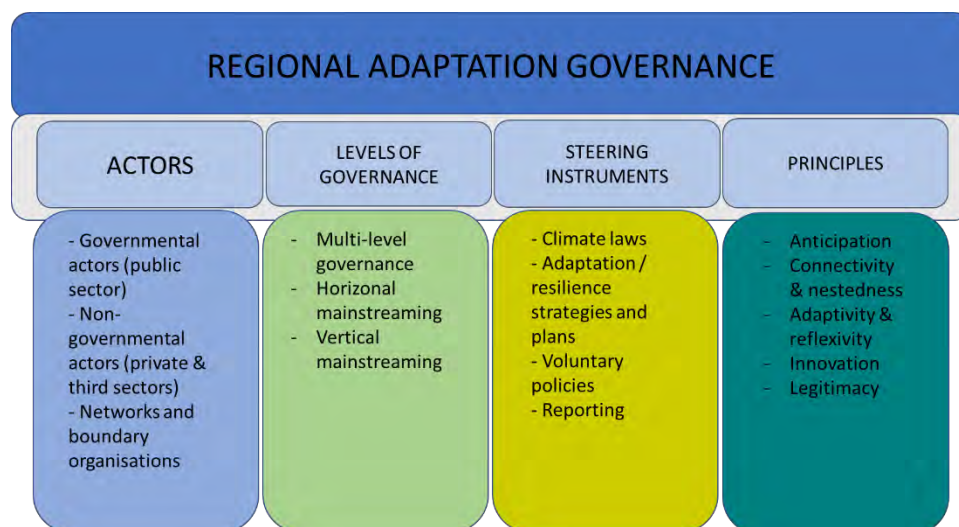 REGIONAL ADAPTATION GOVERNANCE
ACTORS
LEVELS OF
GOVERNANCE
STEERING
INSTRUMENTS
PRINCIPLES
- Governmental
actors (public
sector)
- Non-
governmental
actors (private &
third sectors)
- Networks and
boundary
organisations
- Multi-level
governance
- Horizonal
mainstreaming
- Vertical
mainstreaming
- Climate laws
- Adaptation /
resilience
strategies and
plans
- Voluntary
policies
- Reporting
- Anticipation
- Connectivity
& nestedness
- Adaptivity &
reflexivity
- Innovation
- Legitimacy